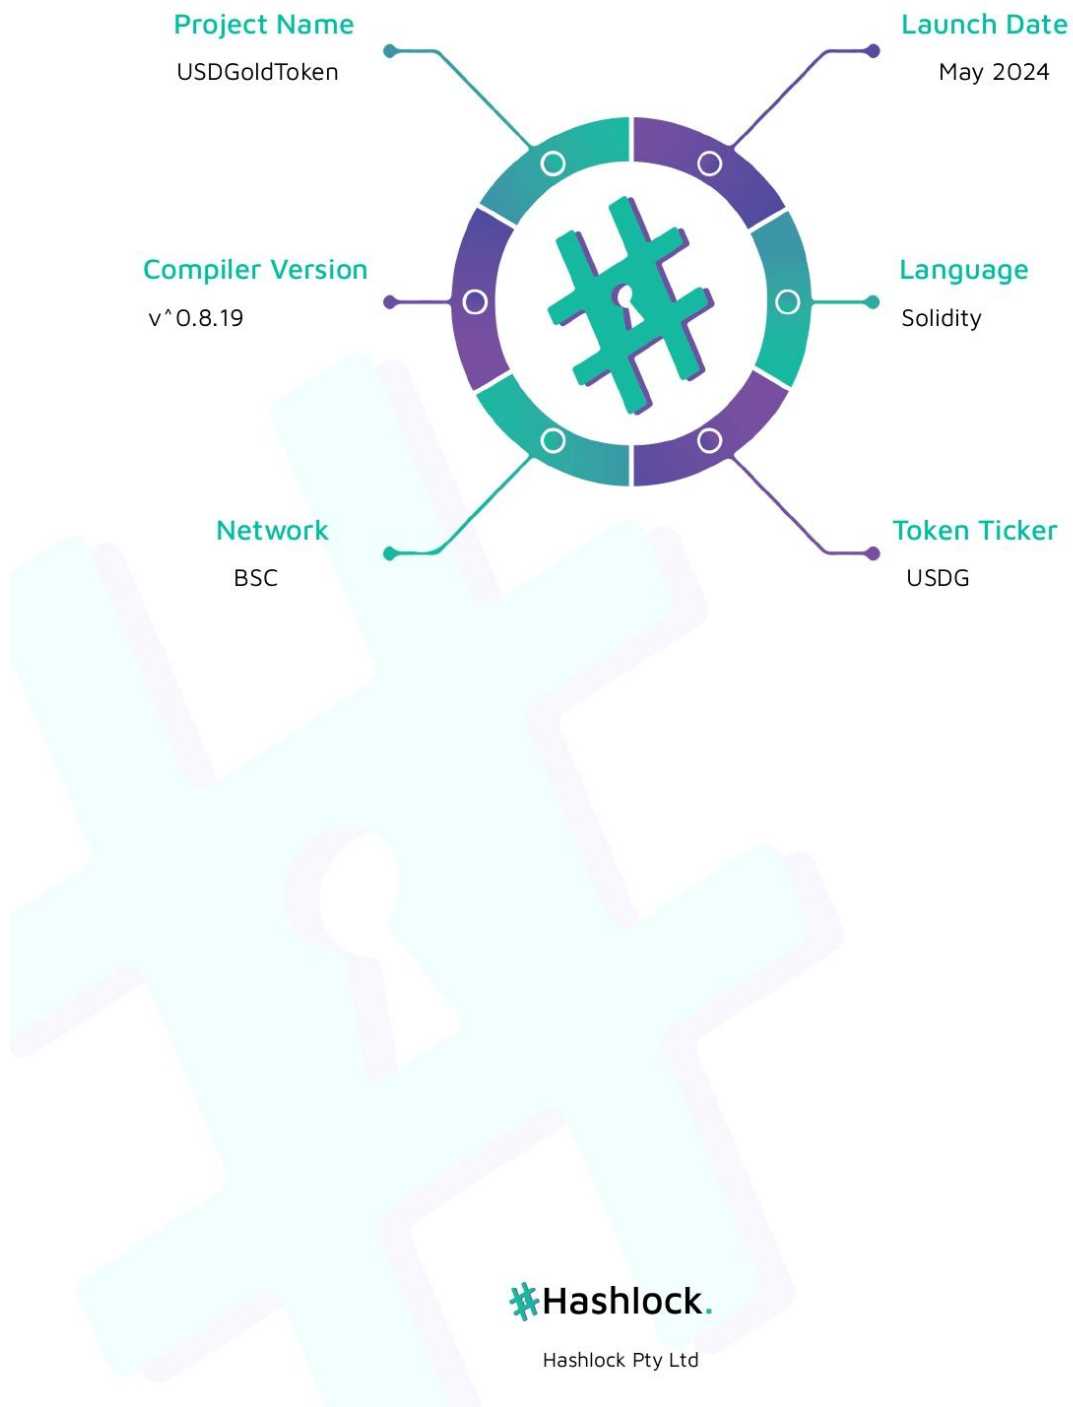 Project Name
USDGoldToken
Launch Date
May 2024
Compiler Version
v^0.8.19
Language
Solidity
Network
BSC
Token Ticker
USDG
#Hashlock.
Hashlock Pty Ltd